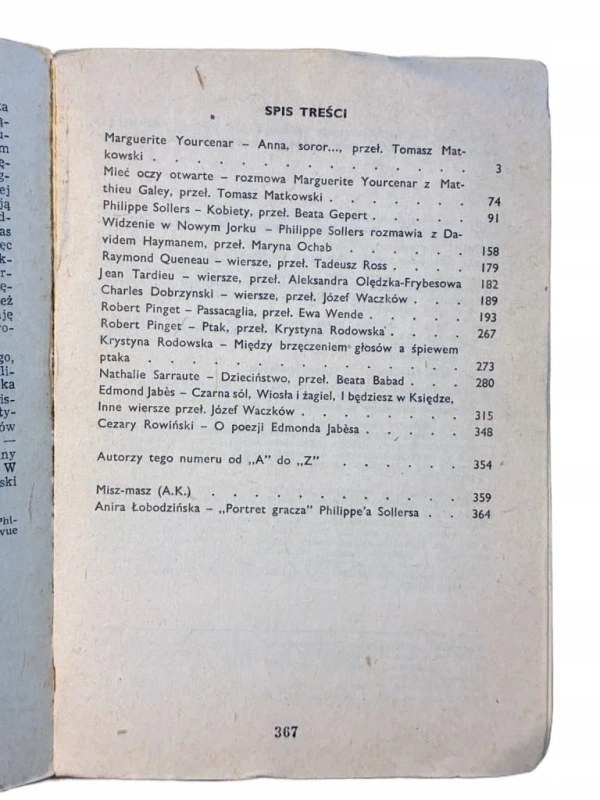 SPIS TREŚCI
Marguerite Yourcenar – Anna, soror..., przeł. Tomasz Mat-
kowski . . . . . . . . . . . . . . . 3
Mieć oczy otwarte – rozmowa Marguerite Yourcenar z Mat-
thieu Galey, przeł. Tomasz Matkowski . . . . . . 74
Philippe Sollers – Kobiety, przeł. Beata Gepert . . . . 91
Widzenie w Nowym Jorku – Philippe Sollers rozmawia z Da-
videm Haymanem, przeł. Maryna Ochab . . . . . 158
Raymond Queneau – wiersze, przeł. Tadeusz Ross . . . . 179
Jean Tardieu – wiersze, przeł. Aleksandra Olędzka-Frybesowa 182
Charles Dobrzynski – wiersze, przeł. Józef Waczków . . . 189
Robert Pinget – Passacaglia, przeł. Ewa Wende . . . . 193
Robert Pinget – Ptak, przeł. Krystyna Rodowska . . . . 267
Krystyna Rodowska – Między brzęczeniem głosów a śpiewem
ptaka . . . . . . . . . . . . . . . 273
Nathalie Sarraute – Dzieciństwo, przeł. Beata Babad . . . 280
Edmond Jabès – Czarna sól, Wiosła i żagiel, I będziesz w Księdze,
Inne wiersze przeł. Józef Waczków . . . . . . . 315
Cezary Rowiński – O poezji Edmonda Jabèsa . . . . . 348
Autorzy tego numeru od „A" do „Z" . . . . . . 354
Misz-masz (A.K.) . . . . . . . . . . . . 359
Anira Łobodzińska – „Portret gracza" Philippe'a Sollersa . . 364
367